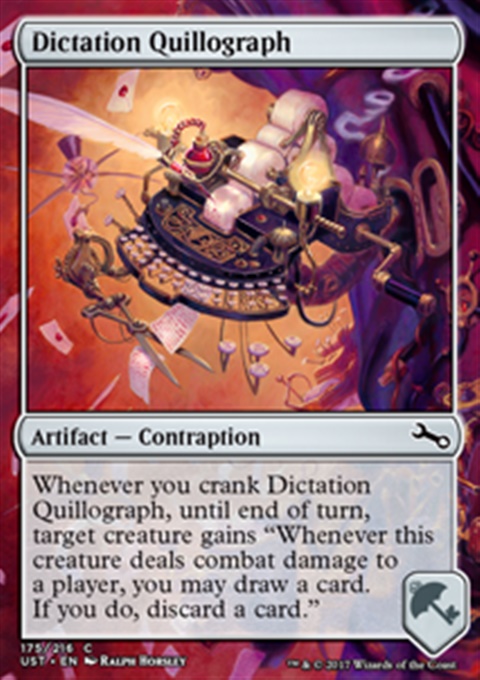 Dictation Quillograph
Artifact — Contraption
Whenever you crank Dictation
Quillograph, until end of turn,
target creature gains “Whenever this
creature deals combat damage to
a player, you may draw a card.
If you do, discard a card.”
175/216 C
UST • EN Ralph Horsley
™ & © 2017 Wizards of the Coast